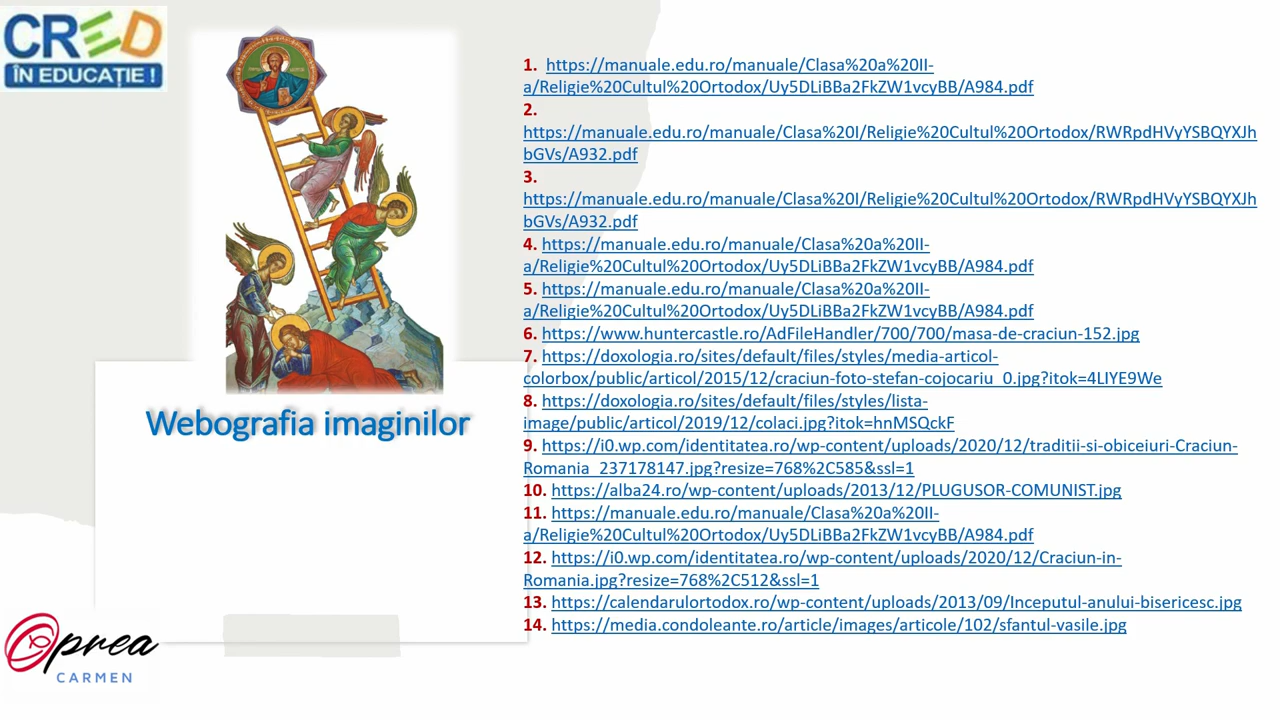 CRED
ÎN EDUCAȚIE !
1. https://manuale.edu.ro/manuale/Clasa%20a%20II-
a/Religie%20Cultul%20Ortodox/Uy5DLiBBa2FkZW1vcyBB/A984.pdf
2.
https://manuale.edu.ro/manuale/Clasa%20I/Religie%20Cultul%20Ortodox/RWRpdHVyYSBQYXJh
bGVs/A932.pdf
3.
https://manuale.edu.ro/manuale/Clasa%20I/Religie%20Cultul%20Ortodox/RWRpdHVyYSBQYXJh
bGVs/A932.pdf
4. https://manuale.edu.ro/manuale/Clasa%20a%20II-
a/Religie%20Cultul%20Ortodox/Uy5DLiBBa2FkZW1vcyBB/A984.pdf
5. https://manuale.edu.ro/manuale/Clasa%20a%20II-
a/Religie%20Cultul%20Ortodox/Uy5DLiBBa2FkZW1vcyBB/A984.pdf
6. https://www.huntercastle.ro/AdFileHandler/700/700/masa-de-craciun-152.jpg
7. https://doxologia.ro/sites/default/files/styles/media-articol-
colorbox/public/articol/2015/12/craciun-foto-stefan-cojocariu_0.jpg?itok=4LIYE9We
8. https://doxologia.ro/sites/default/files/styles/lista-
image/public/articol/2019/12/colaci.jpg?itok=hnMSQckF
9. https://i0.wp.com/identitatea.ro/wp-content/uploads/2020/12/traditii-si-obiceiuri-Craciun-
Romania_237178147.jpg?resize=768%2C585&ssl=1
10. https://alba24.ro/wp-content/uploads/2013/12/PLUGUSOR-COMUNIST.jpg
11. https://manuale.edu.ro/manuale/Clasa%20a%20II-
a/Religie%20Cultul%20Ortodox/Uy5DLiBBa2FkZW1vcyBB/A984.pdf
12. https://i0.wp.com/identitatea.ro/wp-content/uploads/2020/12/Craciun-in-
Romania.jpg?resize=768%2C512&ssl=1
13. https://calendarulortodox.ro/wp-content/uploads/2013/09/Inceputul-anului-bisericesc.jpg
14. https://media.condoleante.ro/article/images/articole/102/sfantul-vasile.jpg
Webografia imaginilor
Oprea
CARMEN